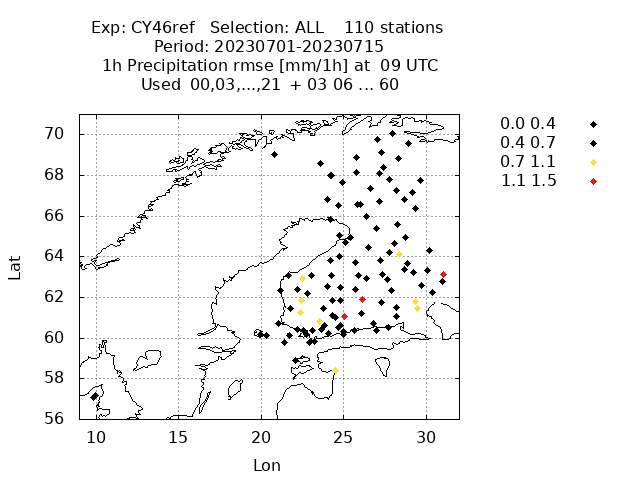 Exp: CY46ref   Selection: ALL    110 stations
Period: 20230701-20230715
1h Precipitation rmse [mm/1h] at  09 UTC
Used  00,03,...,21  + 03 06 ... 60
0.0 0.4
0.4 0.7
0.7 1.1
1.1 1.5
70
68
66
64
62
60
58
56
Lat
10 15 20 25 30
Lon